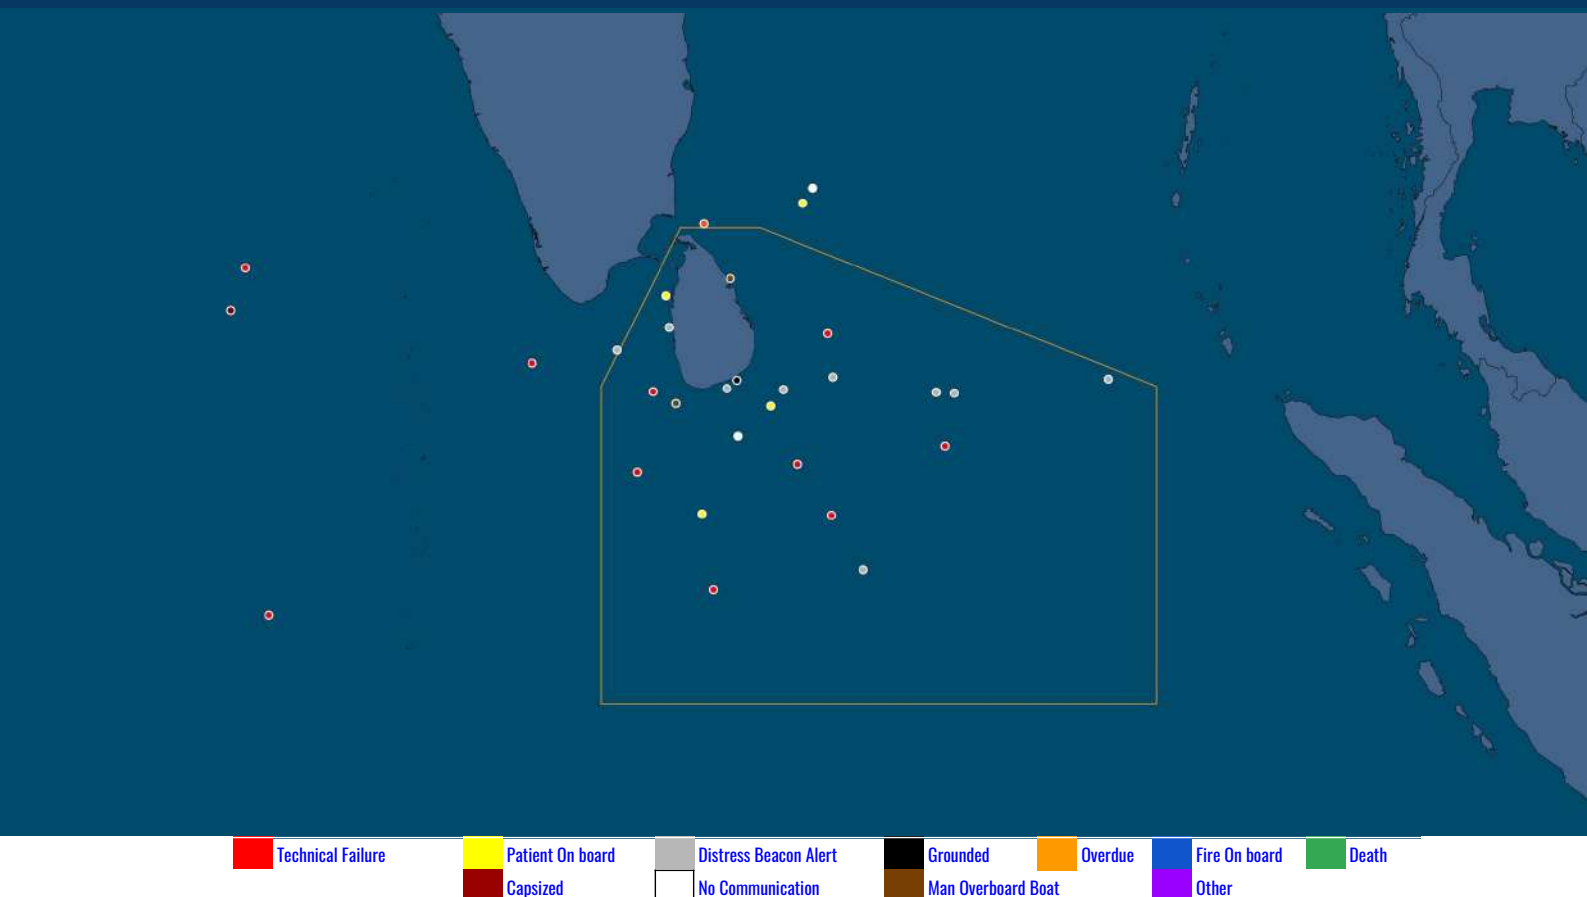 Technical Failure Patient On board Distress Beacon Alert Grounded Overdue Fire On board Death
Capsized No Communication Man Overboard Boat Other